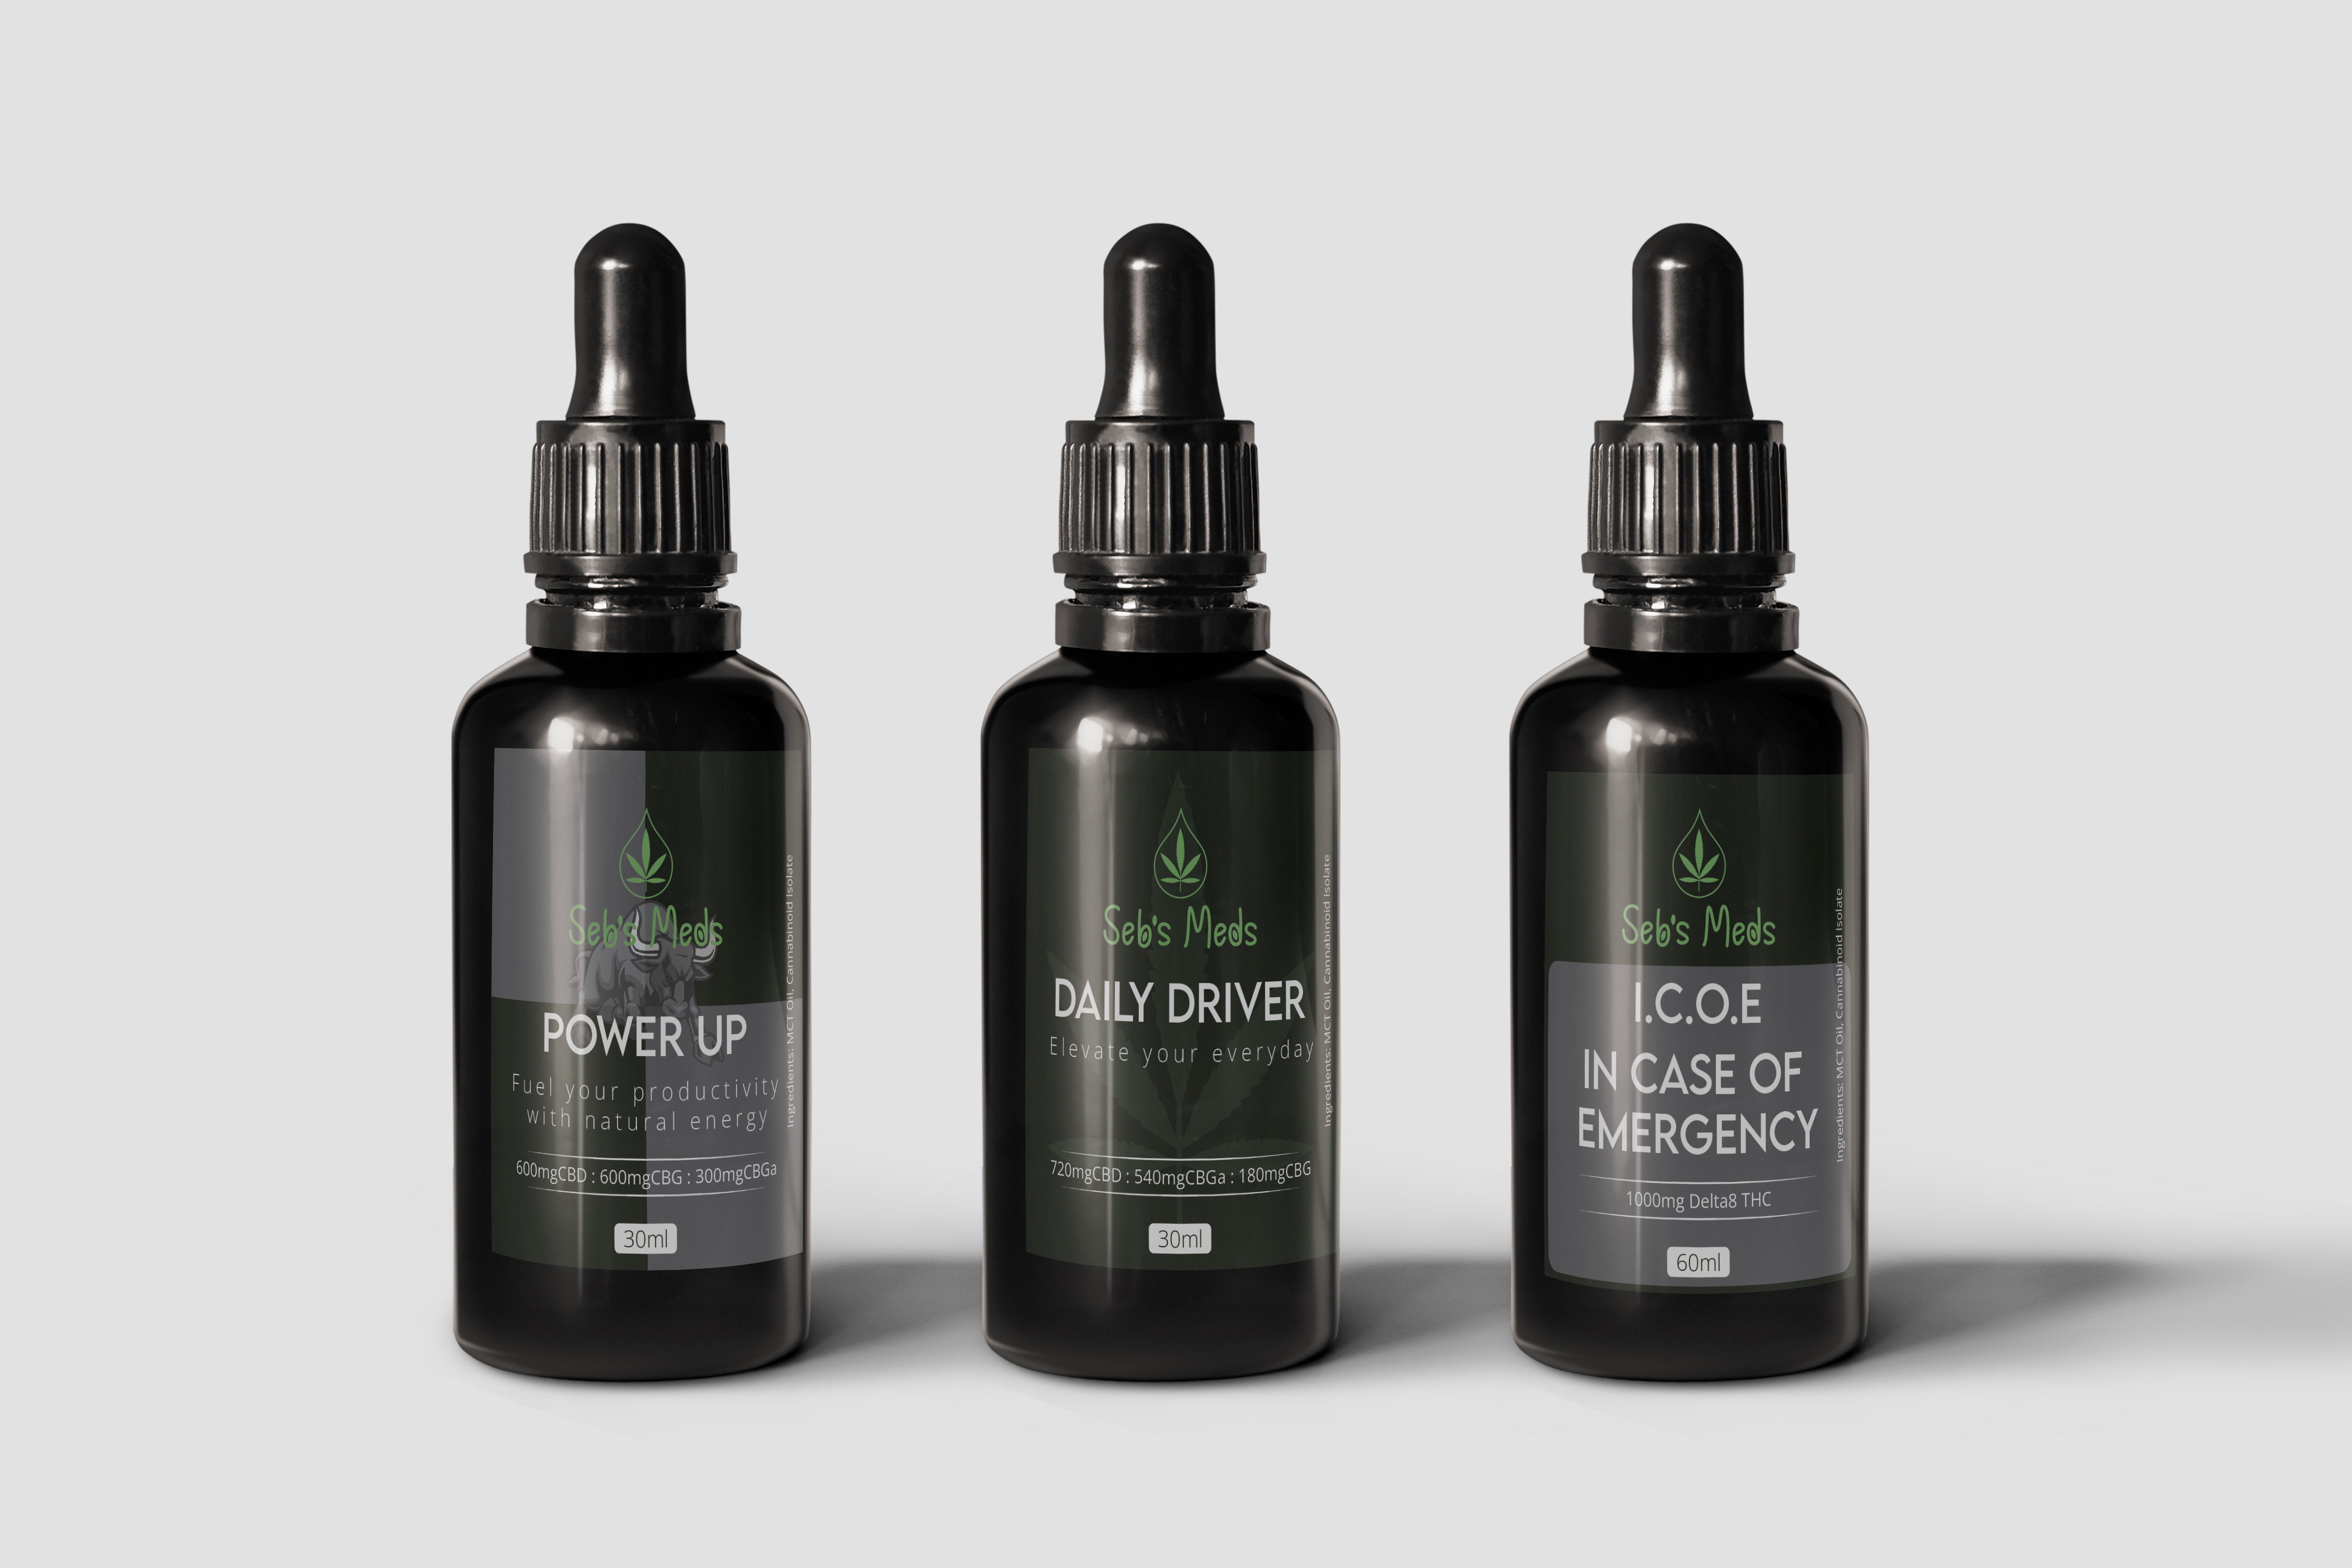 Seb's Meds
POWER UP
Fuel your productivity
with natural energy
600mgCBD : 600mgCBG : 300mgCBGa
30ml
Ingredients: MCT Oil, Cannabinoid Isolate
Seb's Meds
DAILY DRIVER
Elevate your everyday
720mgCBD : 540mgCBGa : 180mgCBG
30ml
Ingredients: MCT Oil, Cannabinoid Isolate
Seb's Meds
I.C.O.E
IN CASE OF
EMERGENCY
1000mg Delta8 THC
60ml
Ingredients: MCT Oil, Cannabinoid Isolate